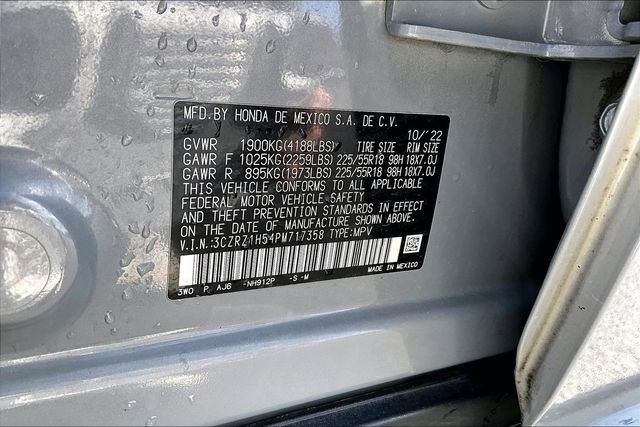 MFD.BY HONDA DE MEXICO S.A. DE C.V.
10/'22
GVWR 1900KG(4188LBS) TIRE SIZE RIM SIZE
GAWR F 1025KG(2259LBS) 225/55R18 98H 18X7.0J
GAWR R 895KG(1973LBS) 225/55R18 98H 18X7.0J
THIS VEHICLE CONFORMS TO ALL APPLICABLE
FEDERAL MOTOR VEHICLE SAFETY, BUMPER,
AND THEFT PREVENTION STANDARDS IN EFFECT
ON THE DATE OF MANUFACTURE SHOWN ABOVE.
V.I.N.:3CZRZ1H54PM717358 TYPE:MPV
MADE IN MEXICO
3W0 P AJ6 -NH912P -S -M